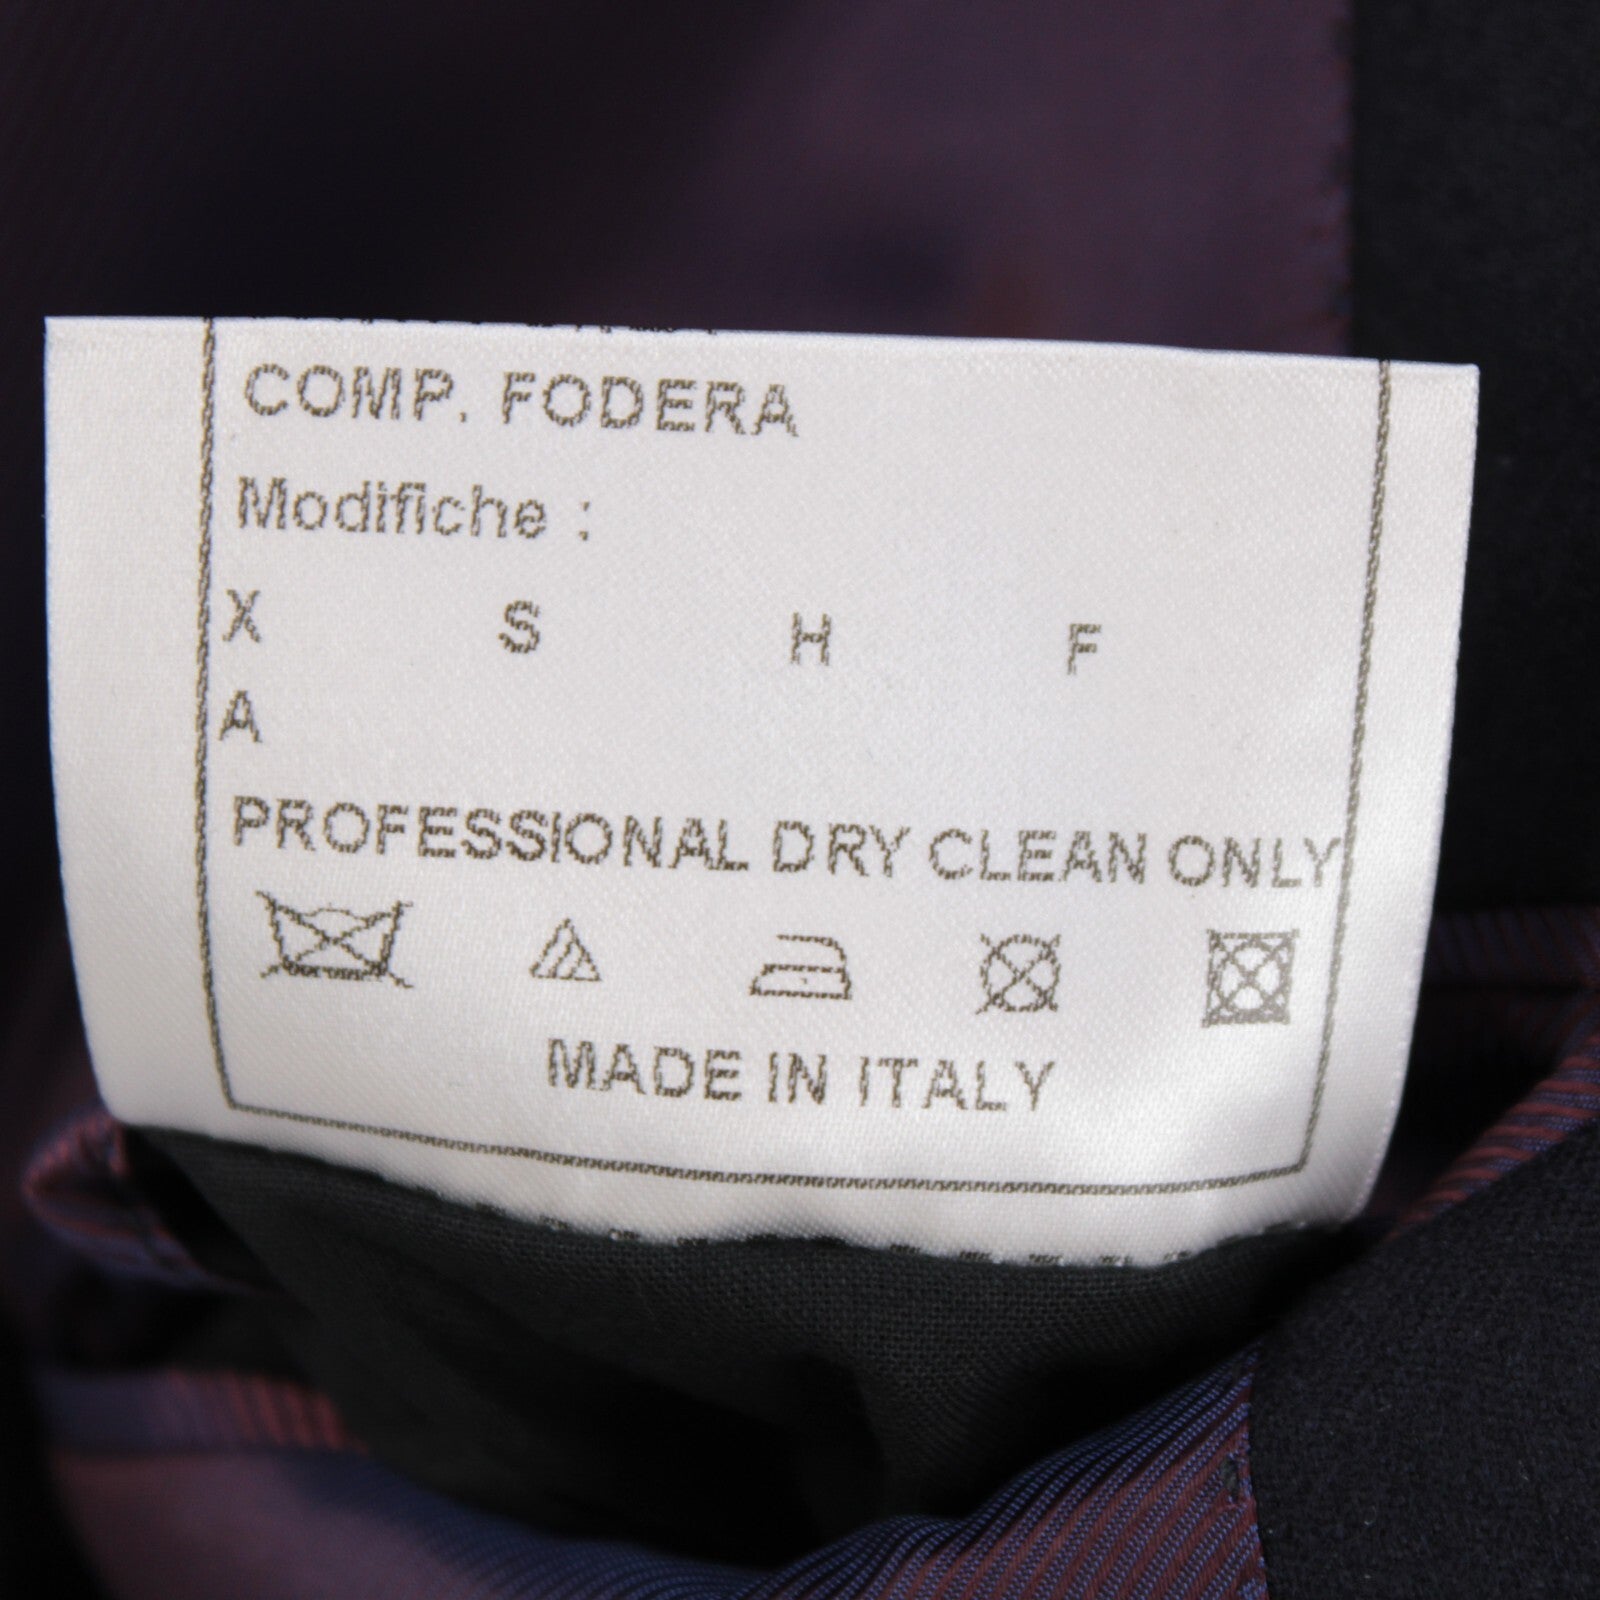 COMP. FODERA
Modifiche :
X S H F
A
PROFESSIONAL DRY CLEAN ONLY
MADE IN ITALY